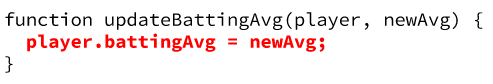 function updateBattingAvg(player, newAvg) {
  player.battingAvg = newAvg;
}